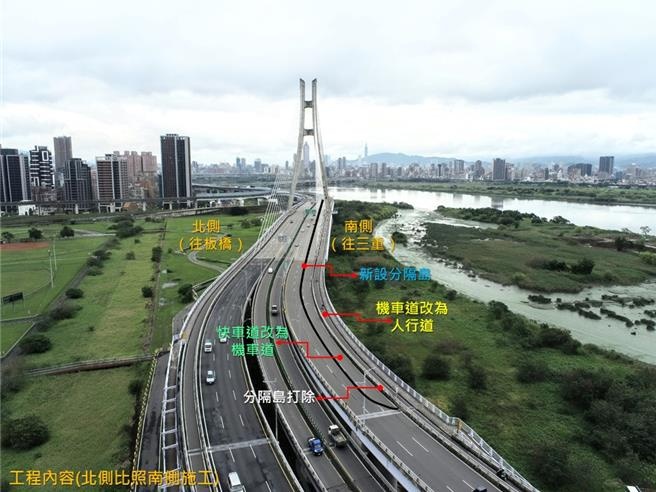 北側
（往板橋）
南側
（往三重）
新設分隔島
機車道改為
人行道
快車道改為
機車道
分隔島打除
工程內容(北側比照南側施工)